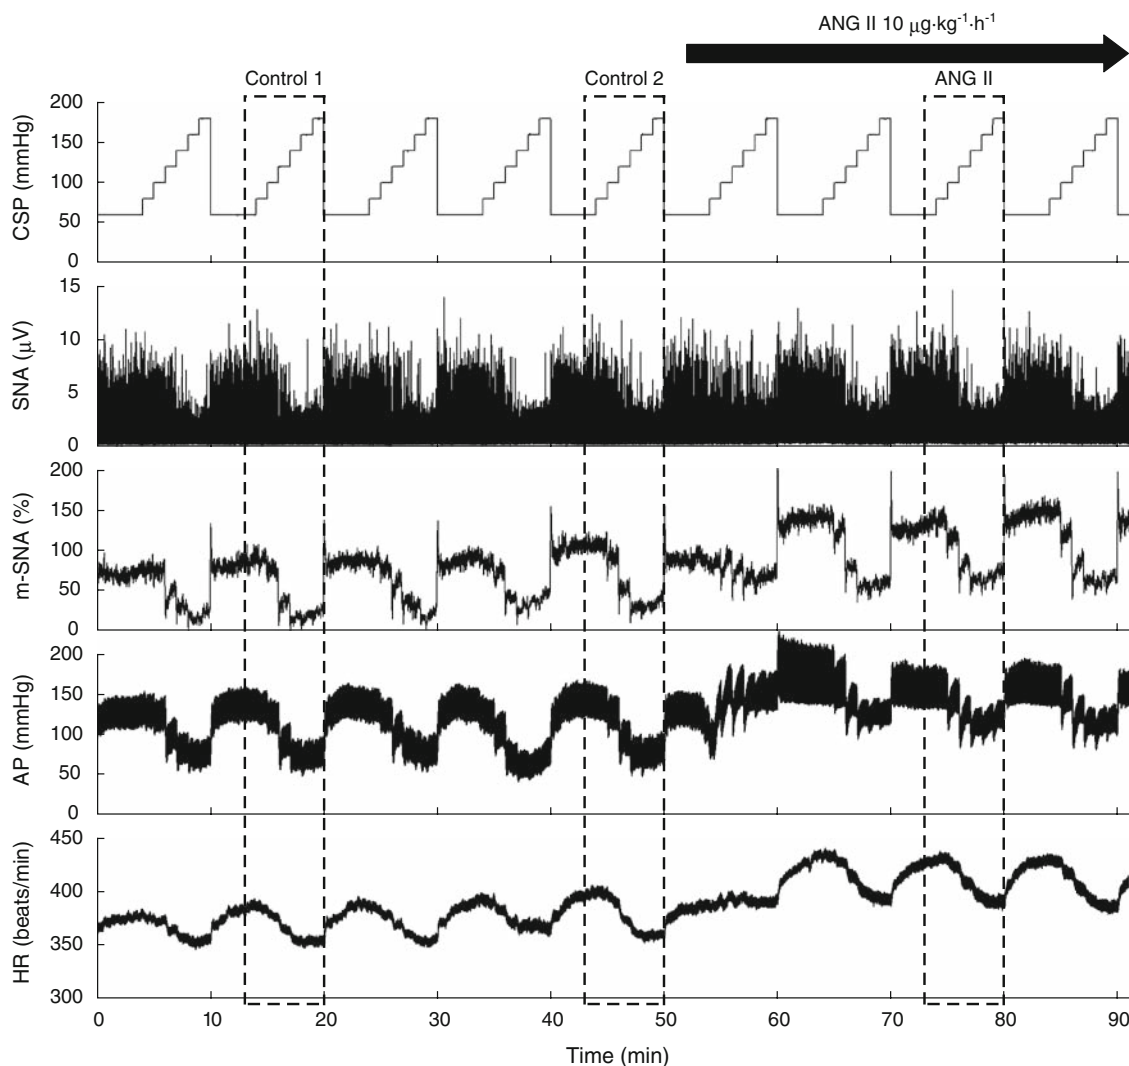 ANG II 10 μg·kg⁻¹·h⁻¹
Control 1
Control 2
ANG II
CSP (mmHg)
200
150
100
50
0
SNA (μV)
15
10
5
0
m-SNA (%)
200
150
100
50
0
AP (mmHg)
200
150
100
50
0
HR (beats/min)
450
400
350
300
0 10 20 30 40 50 60 70 80 90
Time (min)